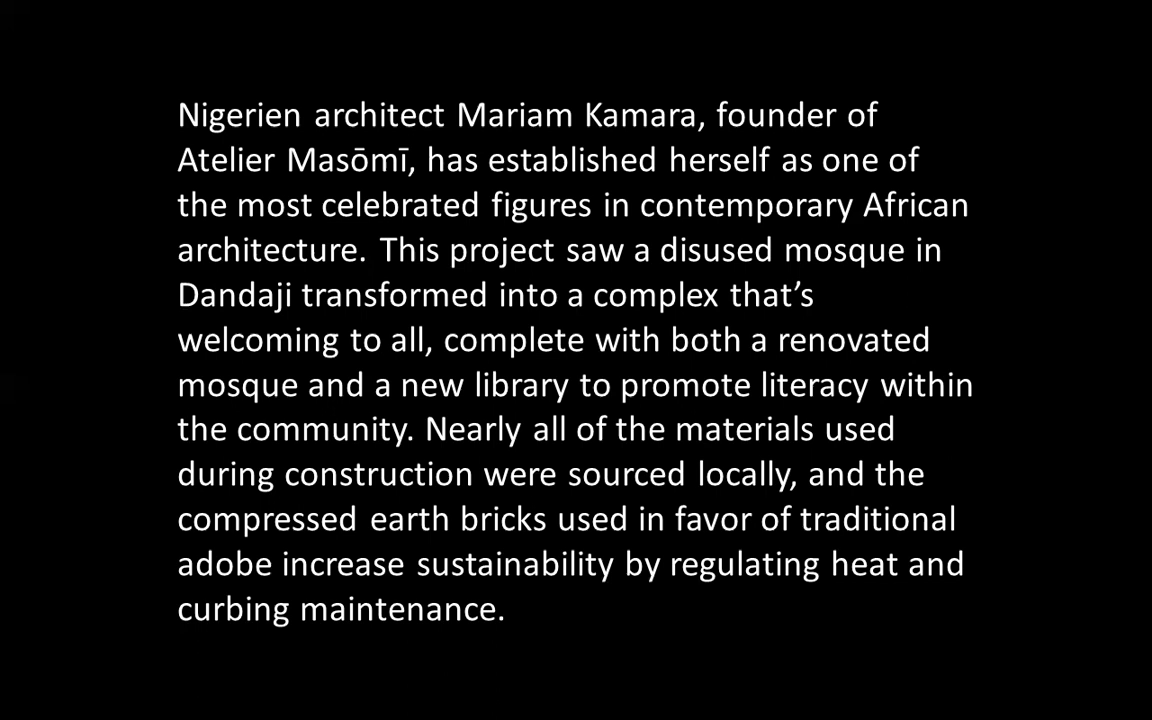 Nigerien architect Mariam Kamara, founder of
Atelier Masōmī, has established herself as one of
the most celebrated figures in contemporary African
architecture. This project saw a disused mosque in
Dandaji transformed into a complex that’s
welcoming to all, complete with both a renovated
mosque and a new library to promote literacy within
the community. Nearly all of the materials used
during construction were sourced locally, and the
compressed earth bricks used in favor of traditional
adobe increase sustainability by regulating heat and
curbing maintenance.